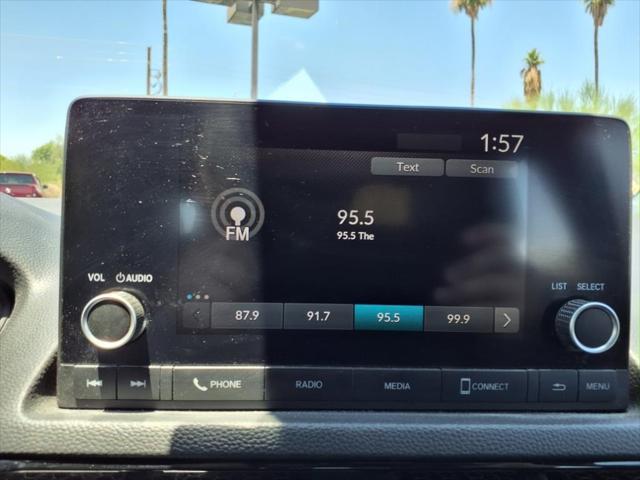 1:57
Text Scan
FM
95.5
95.5 The
VOL AUDIO
LIST SELECT
87.9 91.7 95.5 99.9
PHONE RADIO MEDIA CONNECT MENU